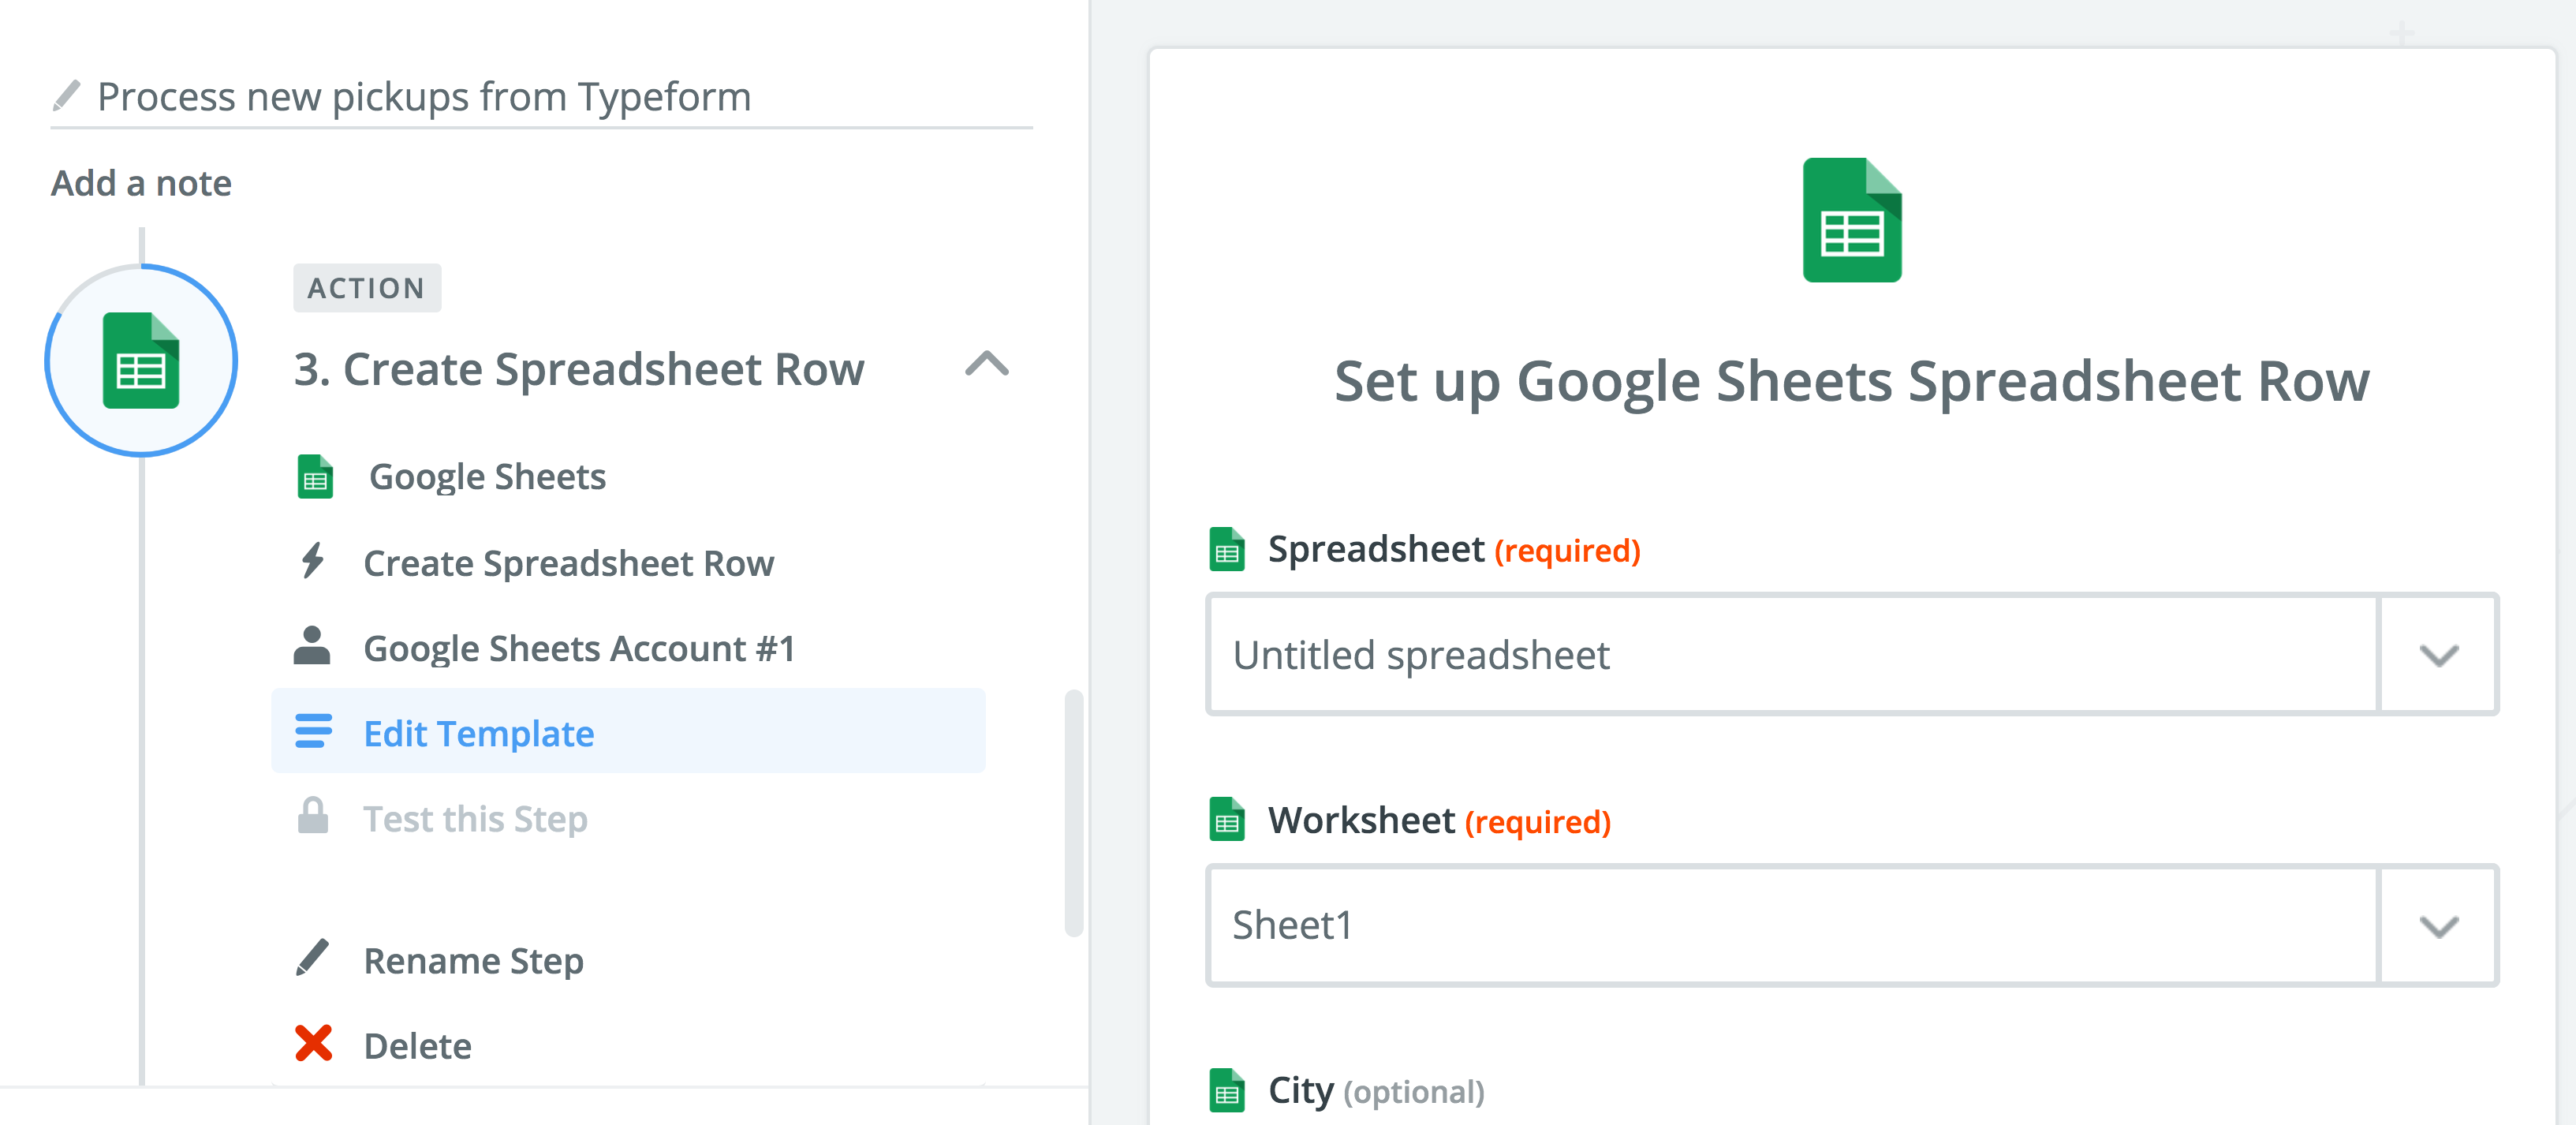 Process new pickups from Typeform
Add a note
ACTION
3. Create Spreadsheet Row
Google Sheets
Create Spreadsheet Row
Google Sheets Account #1
Edit Template
Test this Step
Rename Step
Delete
Set up Google Sheets Spreadsheet Row
Spreadsheet (required)
Untitled spreadsheet
Worksheet (required)
Sheet1
City (optional)